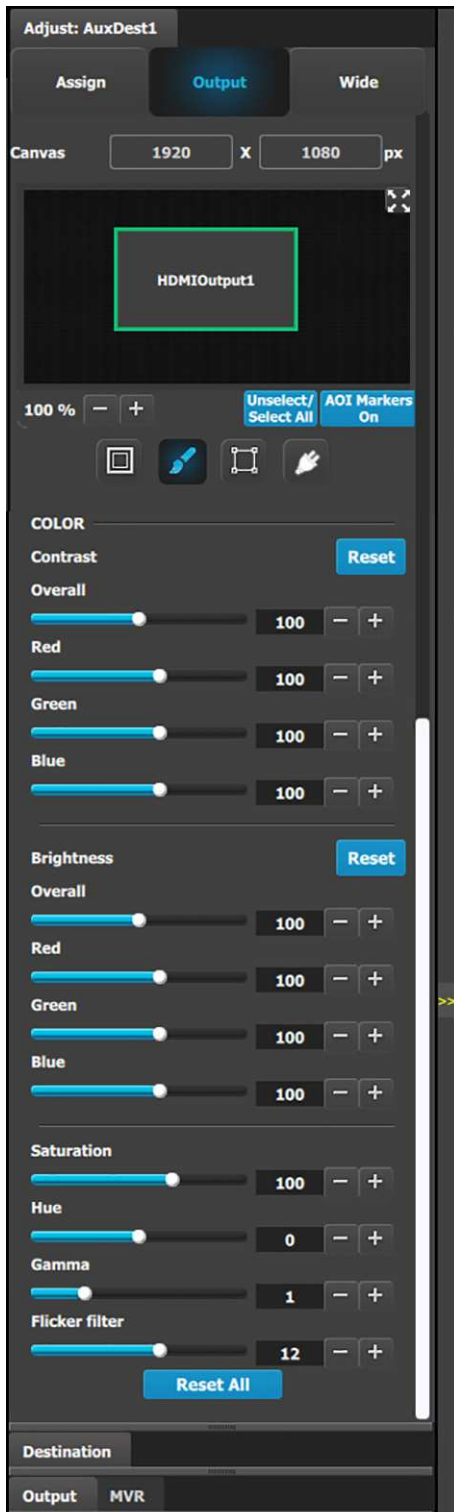 Adjust: AuxDest1
Assign Output Wide
Canvas 1920 X 1080 px
HDMIOutput1
100 % − + Unselect/ Select All AOI Markers On
COLOR
Contrast Reset
Overall
100 − +
Red
100 − +
Green
100 − +
Blue
100 − +
Brightness Reset
Overall
100 − +
Red
100 − +
Green
100 − +
>>
Blue
100 − +
Saturation
100 − +
Hue
0 − +
Gamma
1 − +
Flicker filter
12 − +
Reset All
Destination
Output MVR